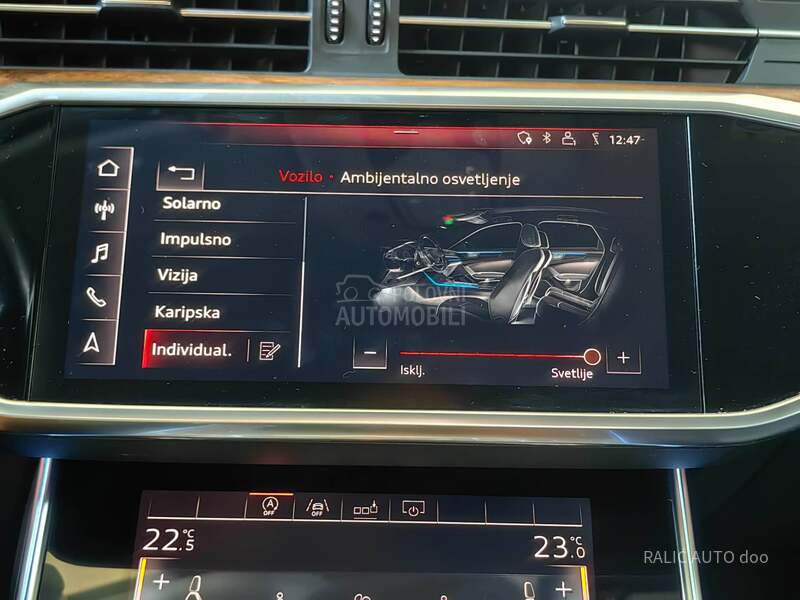 12:47
Vozilo · Ambijentalno osvetljenje
Solarno
Impulsno
Vizija
Karipska
Individual.
− +
Isklj.
Svetlije
POLOVNI
AUTOMOBILI
A
OFF
OFF
22.5 °C
23.0 °C
+ +
RALIC AUTO doo